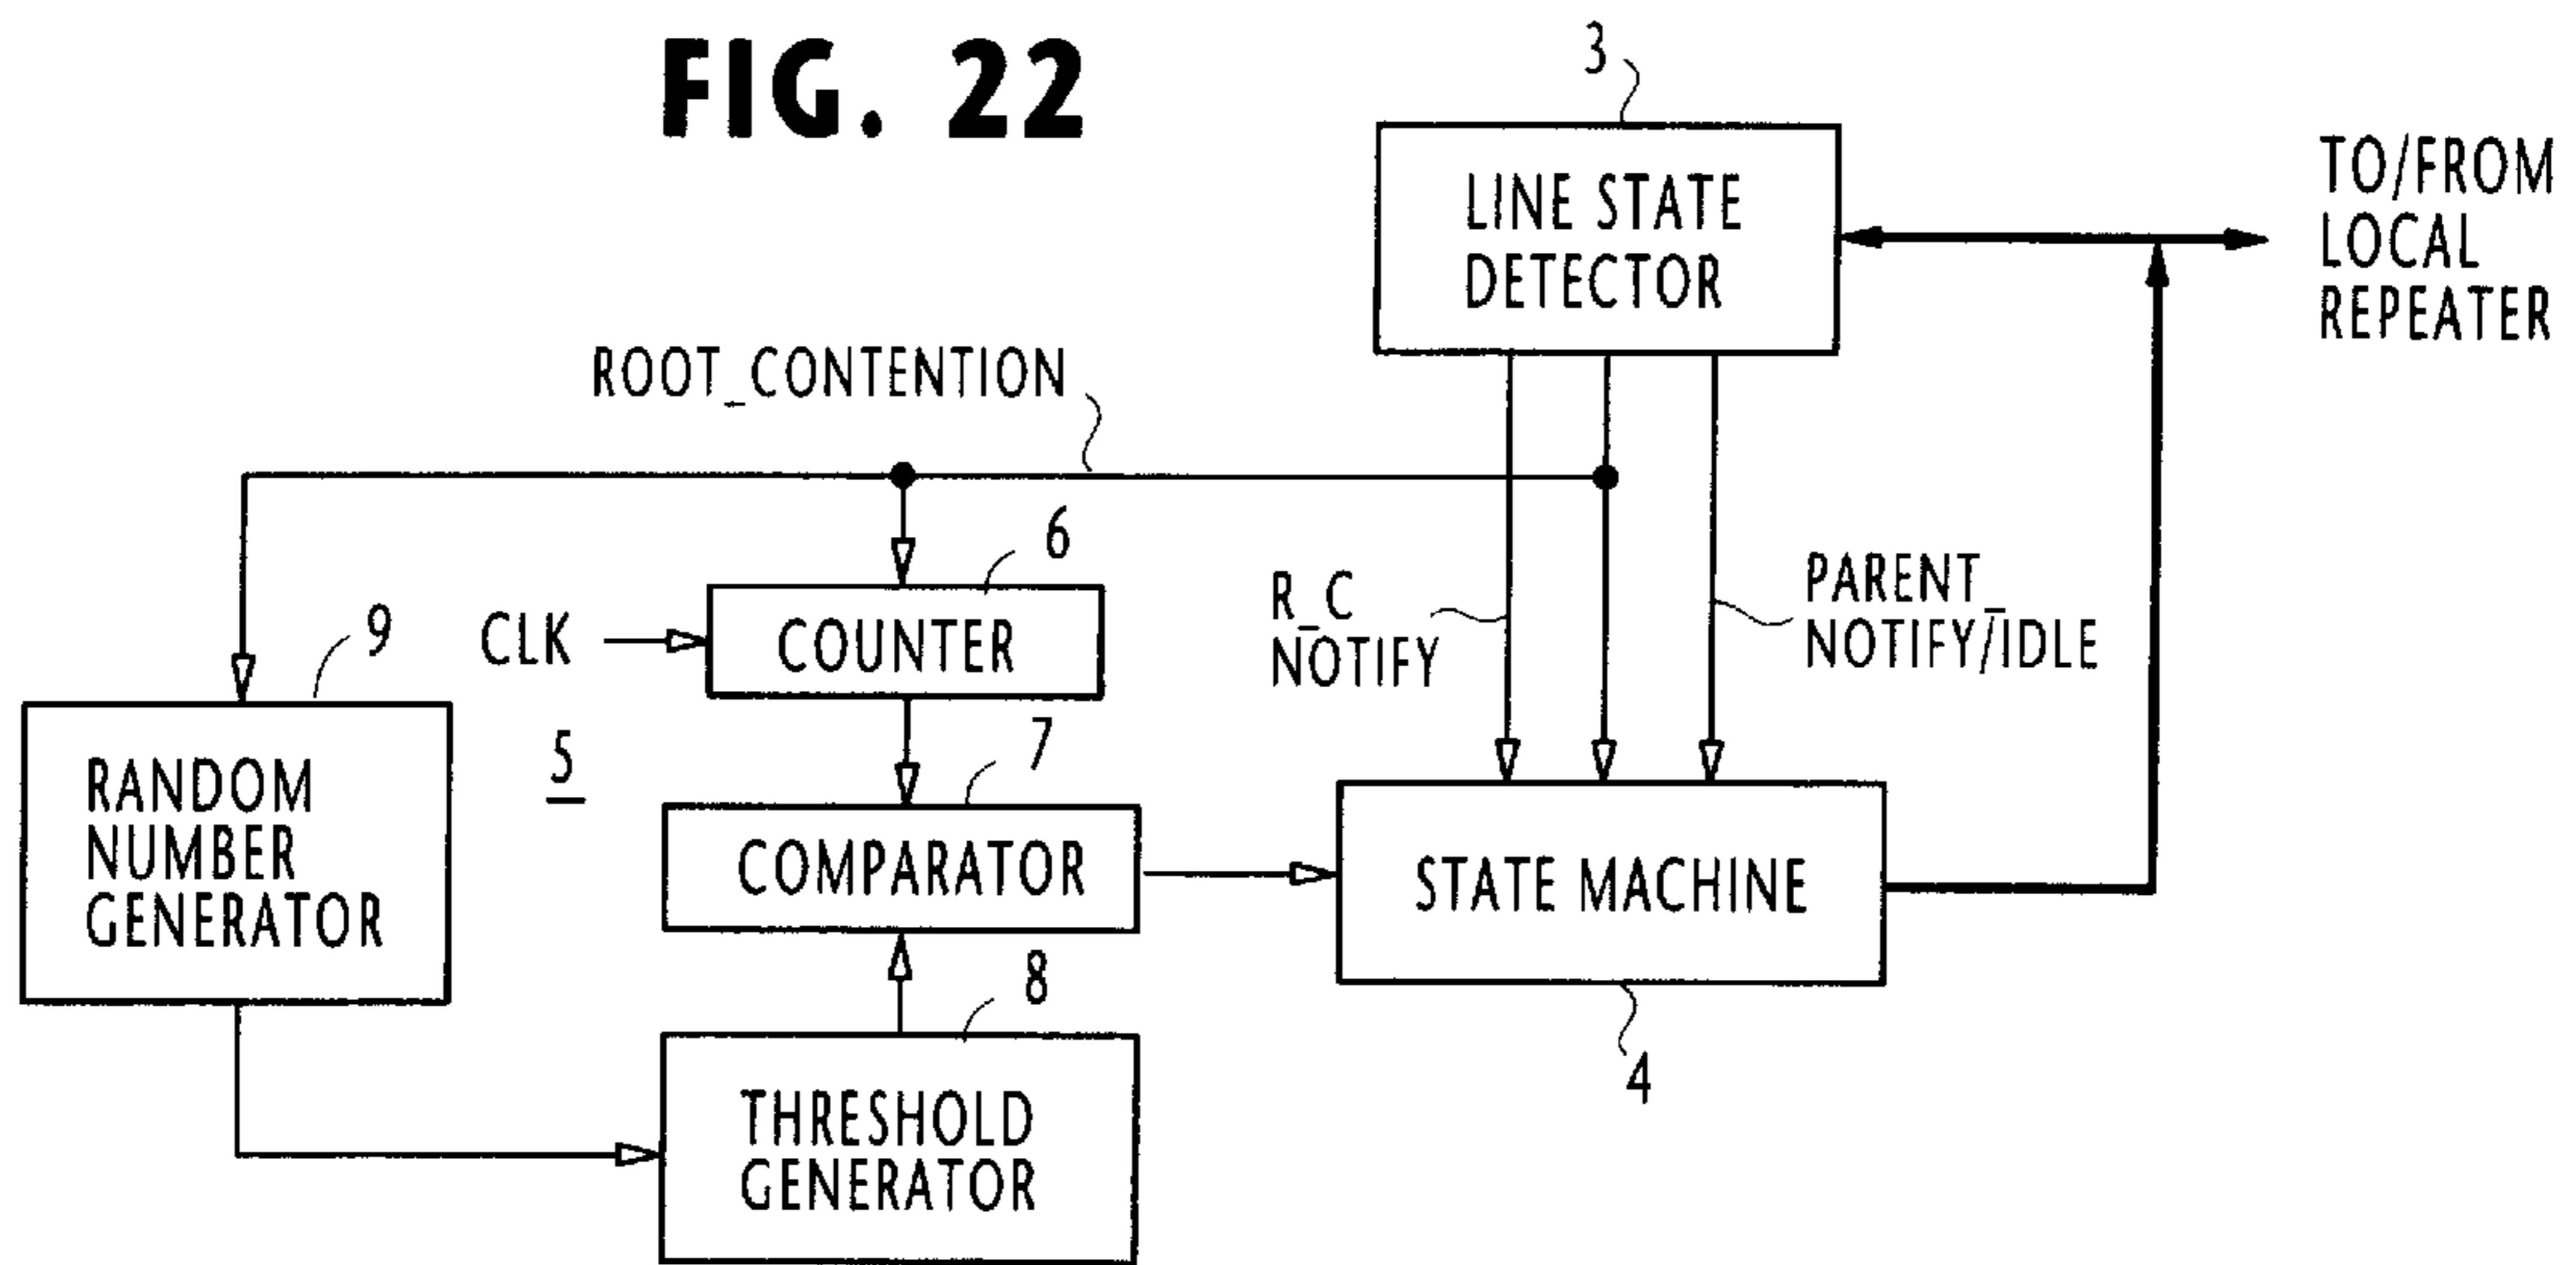 FIG. 22
3
LINE STATE
DETECTOR
TO/FROM
LOCAL
REPEATER
ROOT_CONTENTION
R_C
NOTIFY
PARENT_
NOTIFY/IDLE
6
CLK
COUNTER
9
5
7
RANDOM
NUMBER
GENERATOR
COMPARATOR
STATE MACHINE
8
4
THRESHOLD
GENERATOR